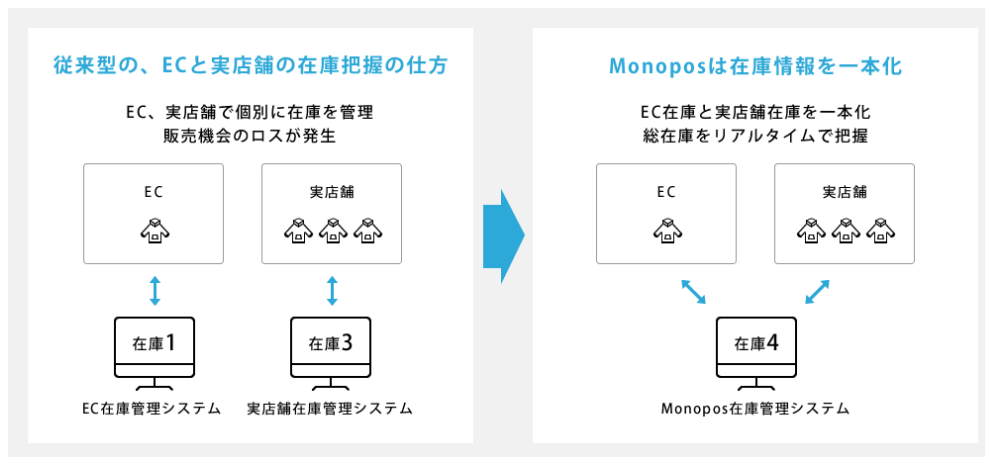 従来型の、ECと実店舗の在庫把握の仕方
EC、実店舗で個別に在庫を管理
販売機会のロスが発生
EC
実店舗
在庫1
在庫3
EC在庫管理システム
実店舗在庫管理システム
Monoposは在庫情報を一本化
EC在庫と実店舗在庫を一本化
総在庫をリアルタイムで把握
EC
実店舗
在庫4
Monopos在庫管理システム